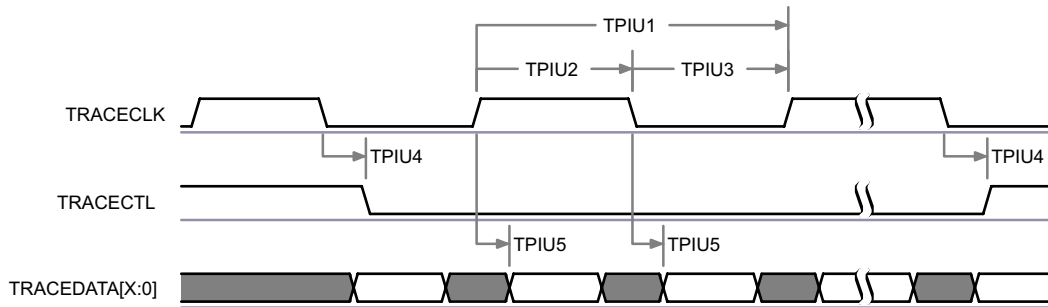 TPIU1
TPIU2
TPIU3
TRACECLK
TPIU4
TPIU4
TRACECTL
TPIU5
TPIU5
TRACEDATA[X:0]